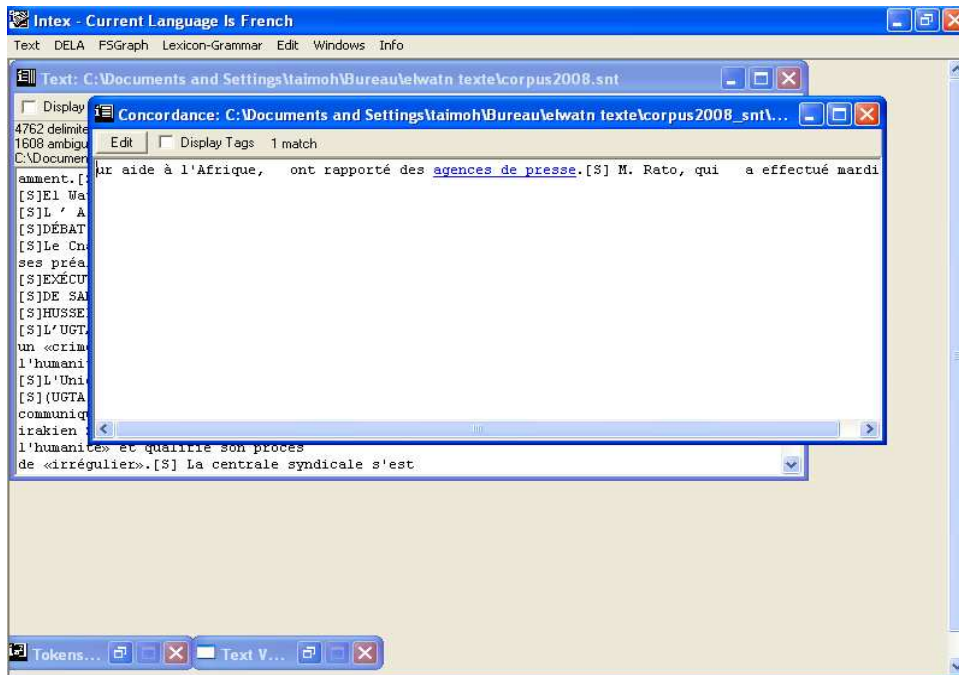 Intex - Current Language Is French
Text DELA FSGraph Lexicon-Grammar Edit Windows Info
Text: C:\Documents and Settings\taimoh\Bureau\elwatn texte\corpus2008.snt
Display
Concordance: C:\Documents and Settings\taimoh\Bureau\elwatn texte\corpus2008_snt\...
4762 delimite
1608 ambigu
C:\Documen
Edit Display Tags 1 match
ur aide à l'Afrique, ont rapporté des agences de presse.[S] M. Rato, qui a effectué mardi
amment.[
[S]El Wa
[S]L ' A
[S]DÉBAT
[S]Le Cn
ses préa
[S]EXÉCU
[S]DE SA
[S]HUSSE
[S]L'UGT
un «crim
l'humani
[S]L'Uni
[S](UGTA
communiq
irakien
l'humanité» et qualifié son procès
de «irrégulier».[S] La centrale syndicale s'est
Tokens... Text V...